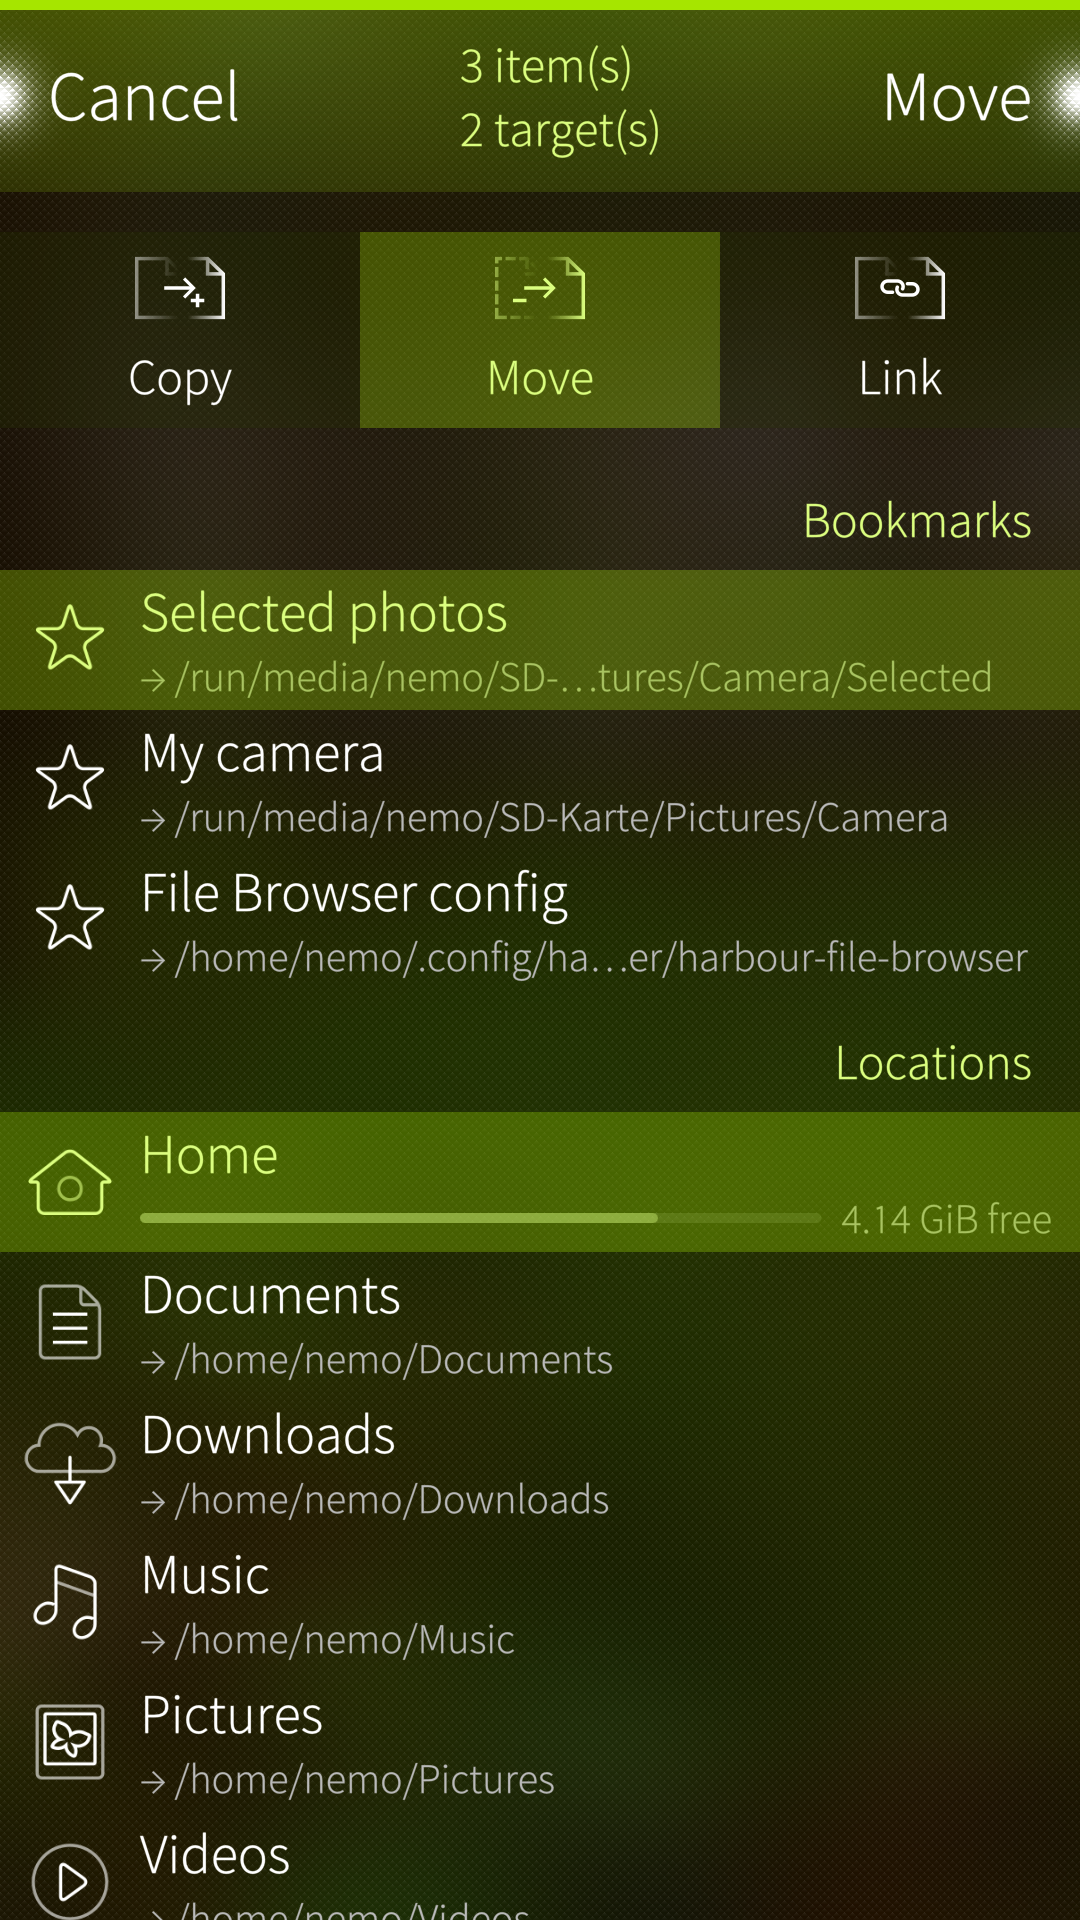 Cancel
3 item(s)
2 target(s)
Move
Copy
Move
Link
Bookmarks
Selected photos
→ /run/media/nemo/SD-…tures/Camera/Selected
My camera
→ /run/media/nemo/SD-Karte/Pictures/Camera
File Browser config
→ /home/nemo/.config/ha…er/harbour-file-browser
Locations
Home
4.14 GiB free
Documents
→ /home/nemo/Documents
Downloads
→ /home/nemo/Downloads
Music
→ /home/nemo/Music
Pictures
→ /home/nemo/Pictures
Videos
→ /home/nemo/Videos